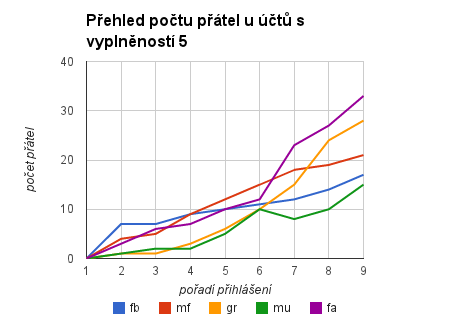 Přehled počtu přátel u účtů s
vyplněností 5
počet přátel
40
30
20
10
0
1 2 3 4 5 6 7 8 9
pořadí přihlášení
fb mf gr mu fa